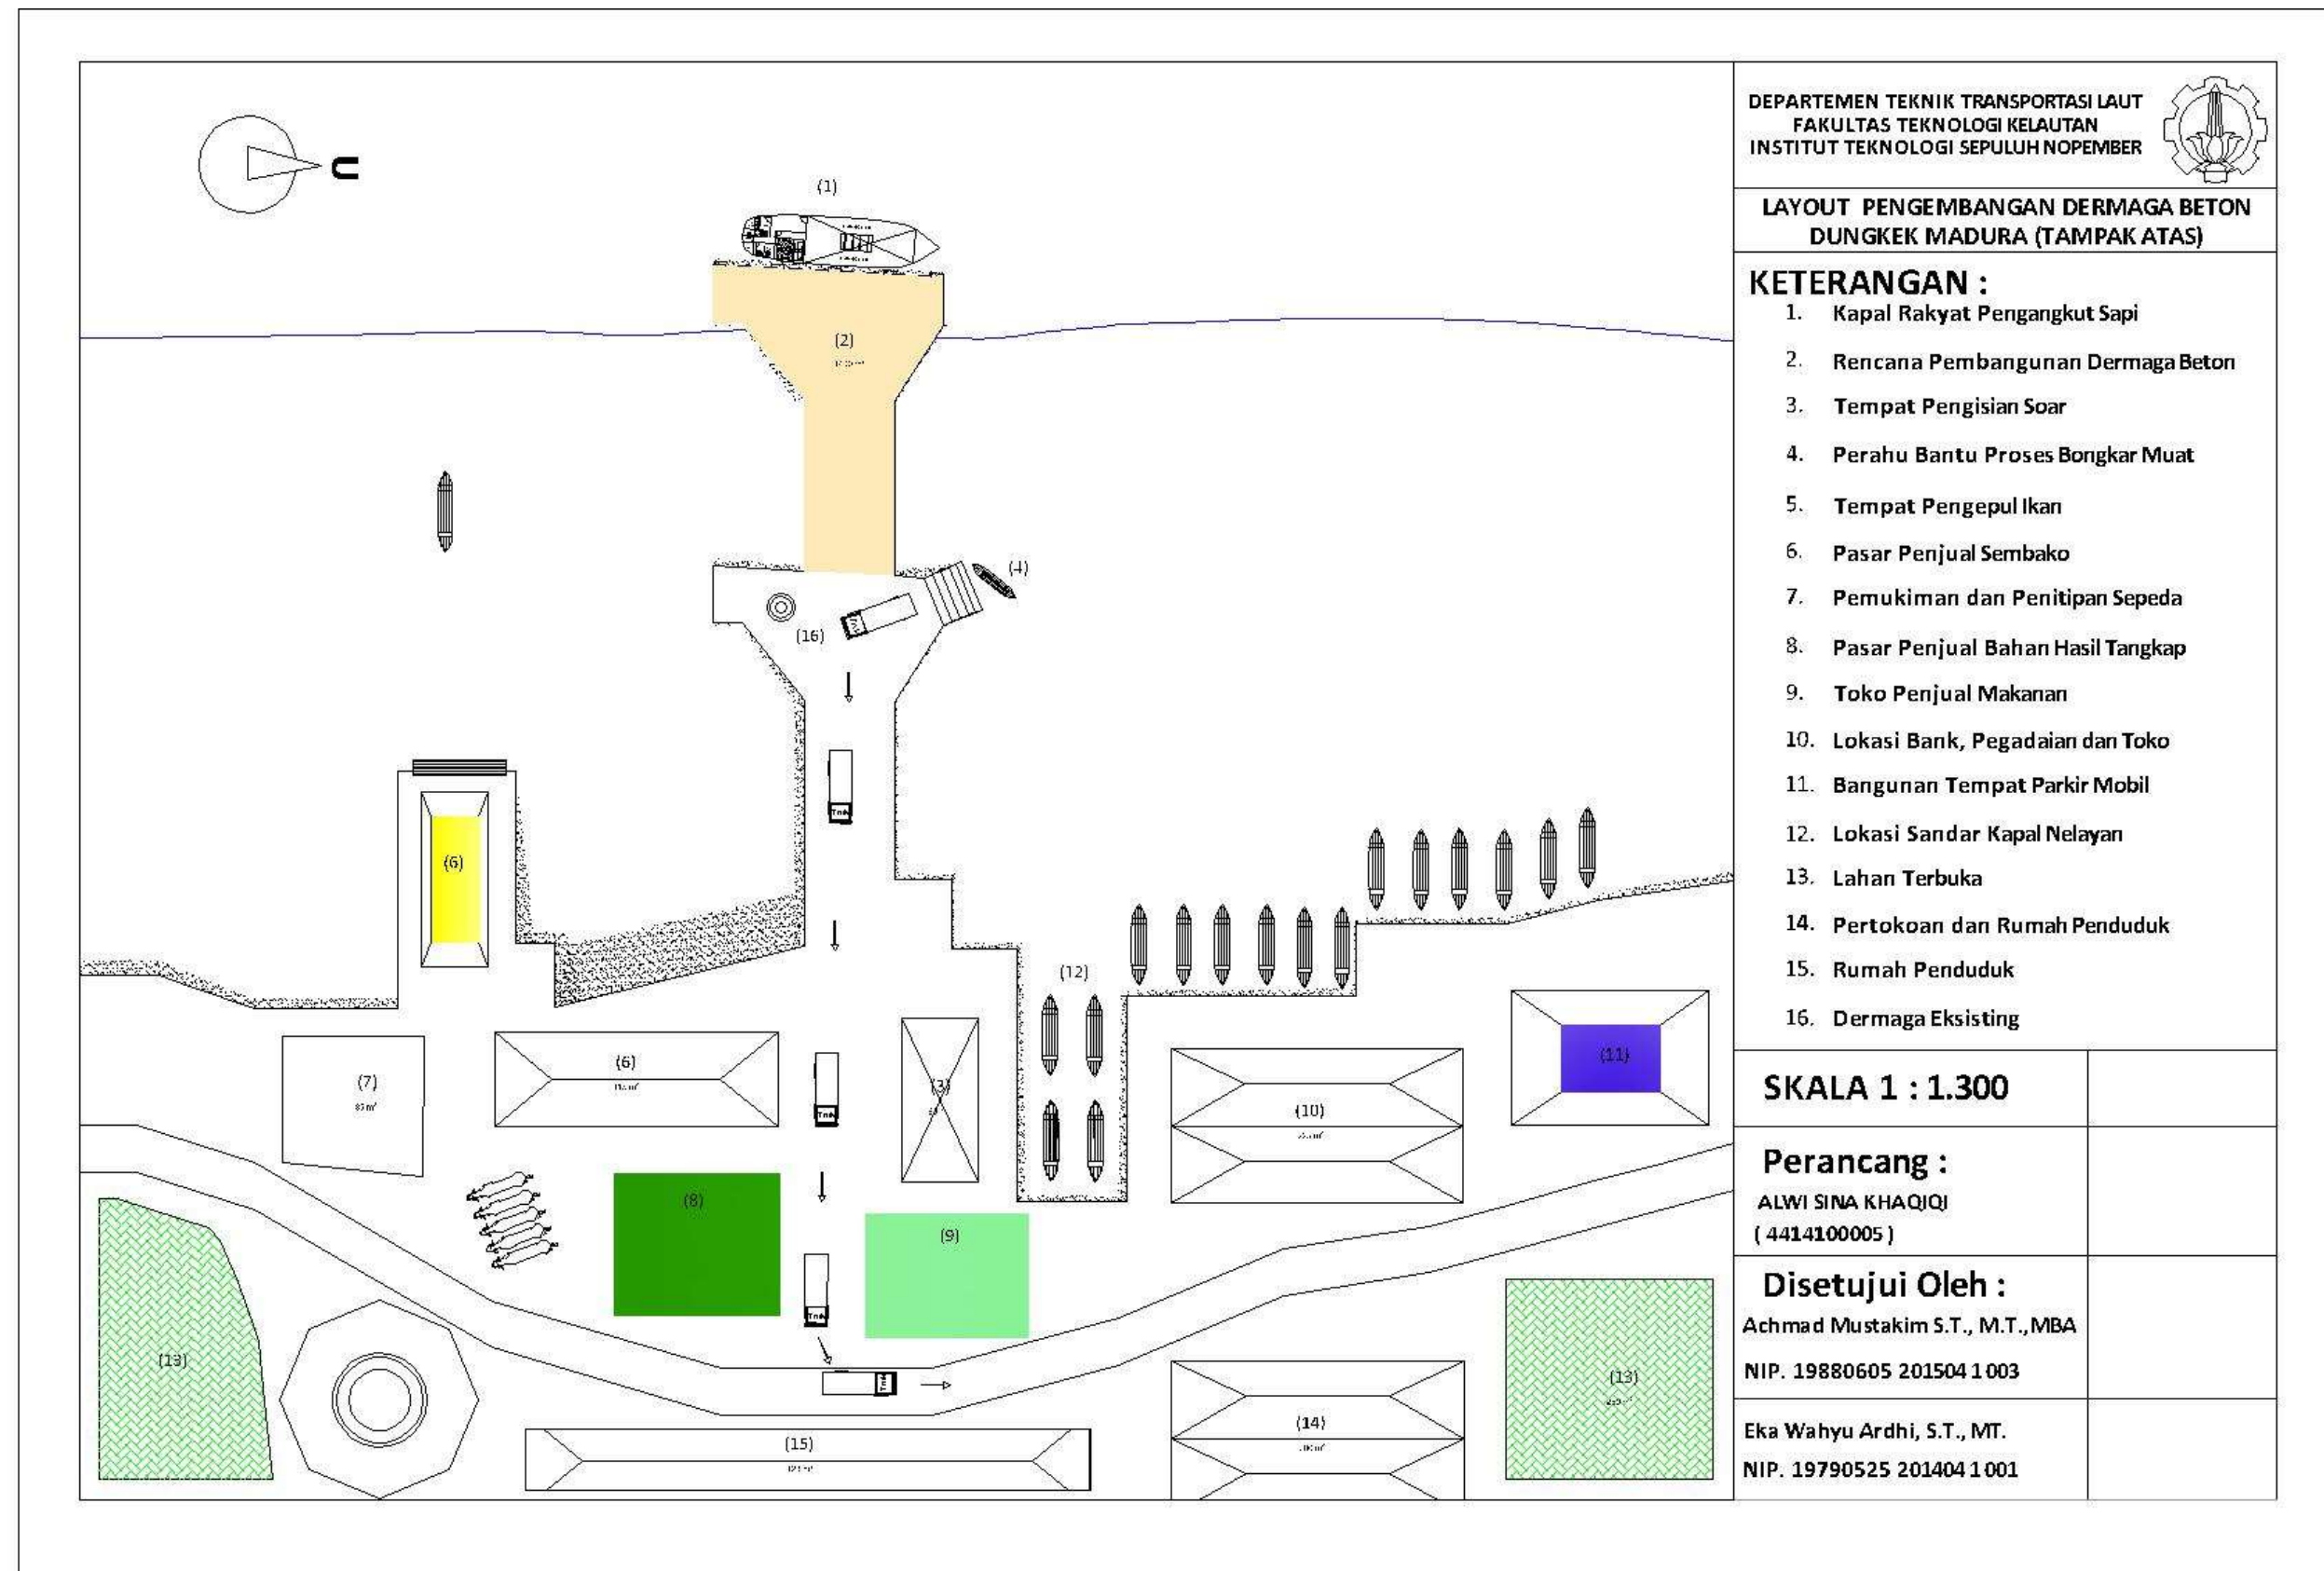 U
(1)
(2)
(4)
(16)
(6)
(12)
(7)
(6)
(3)
(10)
(11)
(8)
(9)
(13)
(15)
(14)
(13)
DEPARTEMEN TEKNIK TRANSPORTASI LAUT
FAKULTAS TEKNOLOGI KELAUTAN
INSTITUT TEKNOLOGI SEPULUH NOPEMBER
LAYOUT PENGEMBANGAN DERMAGA BETON
DUNGKEK MADURA (TAMPAK ATAS)
KETERANGAN :
1. Kapal Rakyat Pengangkut Sapi
2. Rencana Pembangunan Dermaga Beton
3. Tempat Pengisian Soar
4. Perahu Bantu Proses Bongkar Muat
5. Tempat Pengepul Ikan
6. Pasar Penjual Sembako
7. Pemukiman dan Penitipan Sepeda
8. Pasar Penjual Bahan Hasil Tangkap
9. Toko Penjual Makanan
10. Lokasi Bank, Pegadaian dan Toko
11. Bangunan Tempat Parkir Mobil
12. Lokasi Sandar Kapal Nelayan
13. Lahan Terbuka
14. Pertokoan dan Rumah Penduduk
15. Rumah Penduduk
16. Dermaga Eksisting
SKALA 1 : 1.300
Perancang :
ALWI SINA KHAQIQI
( 4414100005 )
Disetujui Oleh :
Achmad Mustakim S.T., M.T.,MBA
NIP. 19880605 201504 1 003
Eka Wahyu Ardhi, S.T., MT.
NIP. 19790525 201404 1 001